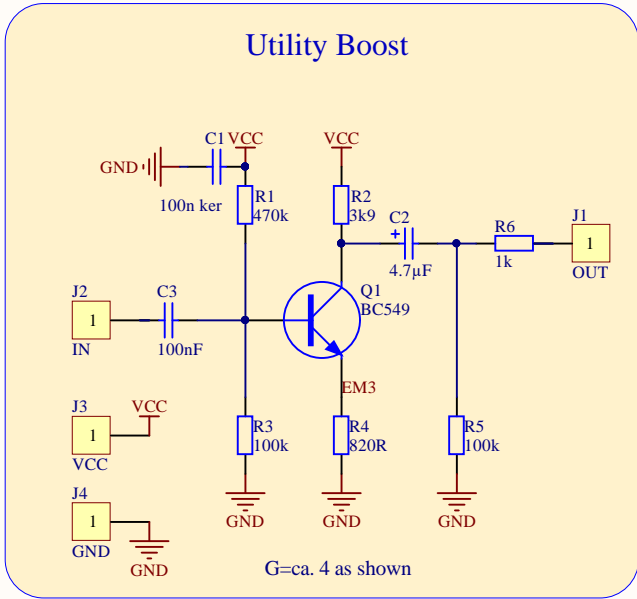 Utility Boost
C1
VCC
VCC
GND
100n ker
R1
470k
R2
3k9
C2
+
4.7µF
R6
1k
J1
1
OUT
J2
1
IN
C3
100nF
Q1
BC549
EM3
J3
1
VCC
VCC
R3
100k
R4
820R
R5
100k
GND
GND
GND
J4
1
GND
GND
G=ca. 4 as shown